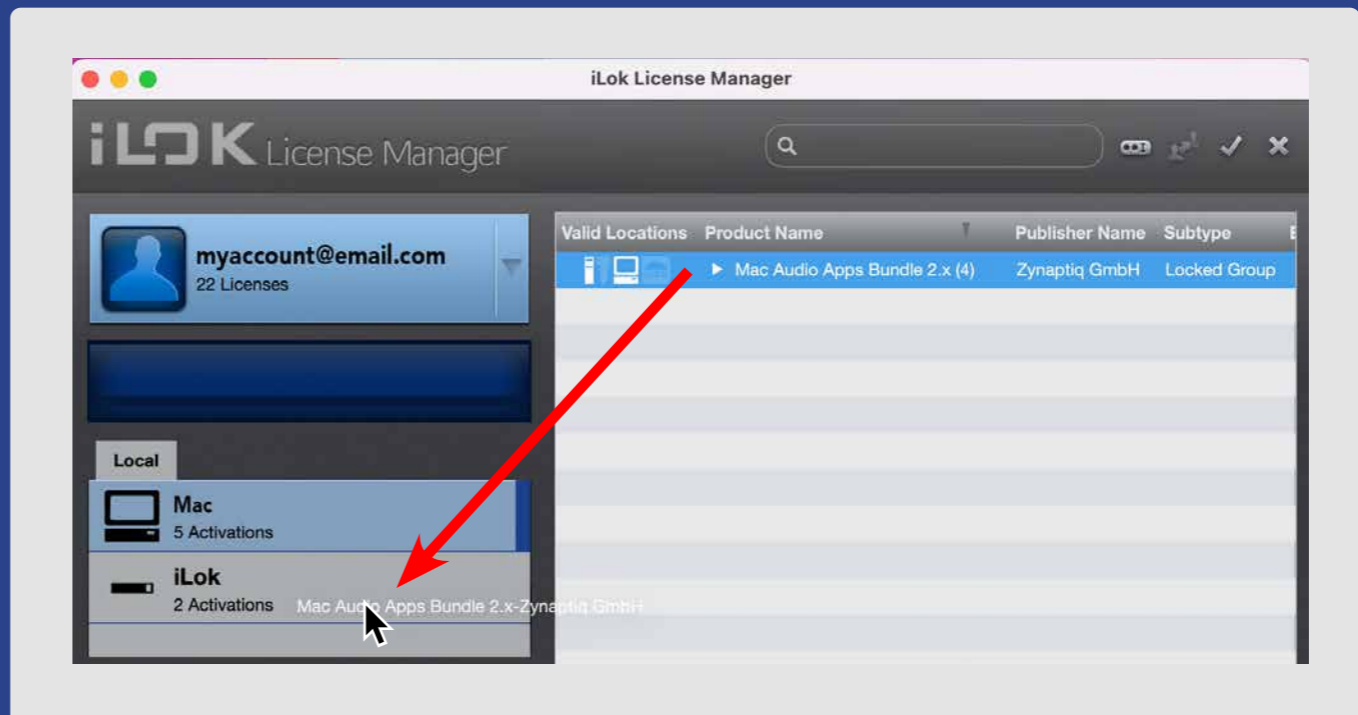 iLok License Manager
iLOK License Manager
myaccount@email.com
22 Licenses
Valid Locations Product Name Publisher Name Subtype
Mac Audio Apps Bundle 2.x (4) Zynaptiq GmbH Locked Group
Local
Mac
5 Activations
iLok
2 Activations Mac Audio Apps Bundle 2.x-Zynaptiq GmbH